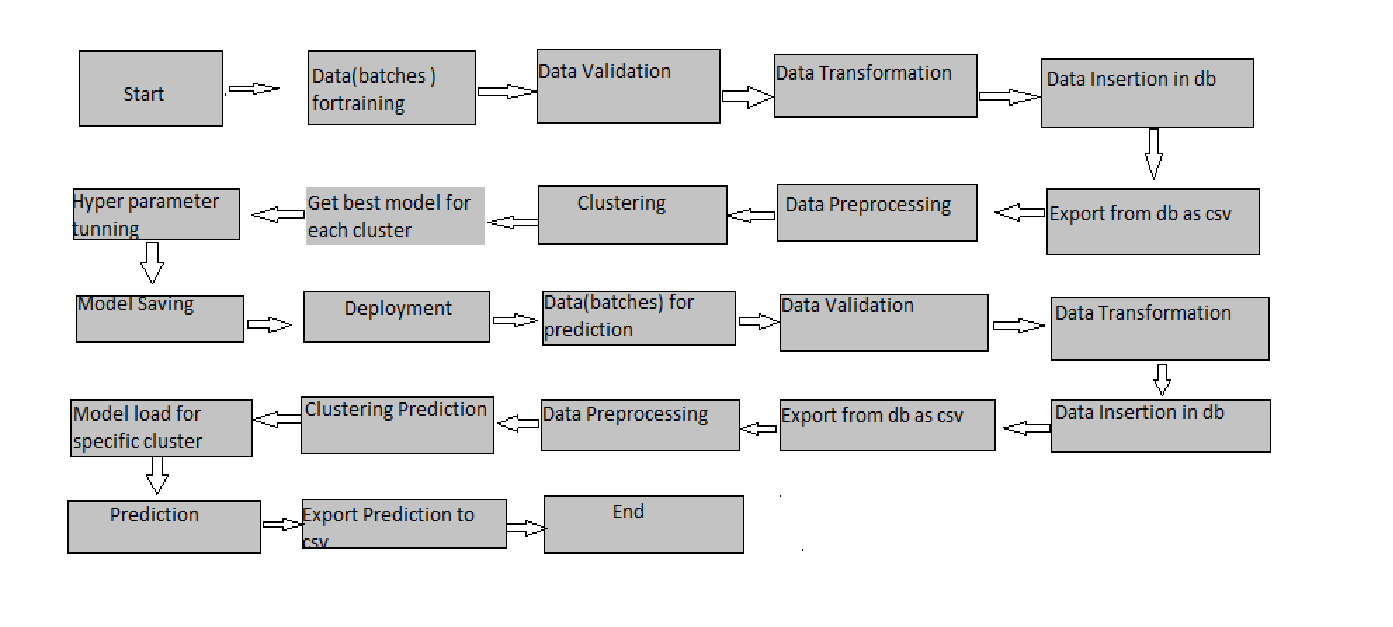 Start
Data(batches )
fortraining
Data Validation
Data Transformation
Data Insertion in db
Export from db as csv
Data Preprocessing
Clustering
Get best model for
each cluster
Hyper parameter
tunning
Model Saving
Deployment
Data(batches) for
prediction
Data Validation
Data Transformation
Data Insertion in db
Export from db as csv
Data Preprocessing
Clustering Prediction
Model load for
specific cluster
Prediction
Export Prediction to
csv
End